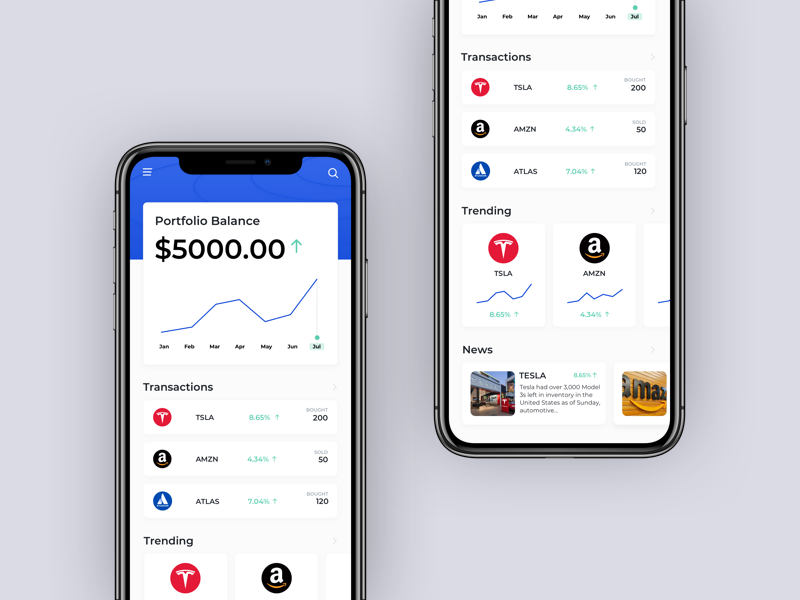 Portfolio Balance
$5000.00 ↑
Jan Feb Mar Apr May Jun Jul
Transactions
TSLA 8.65% ↑ BOUGHT 200
AMZN 4.34% ↑ SOLD 50
ATLAS 7.04% ↑ BOUGHT 120
Trending
a
Jan Feb Mar Apr May Jun Jul
Transactions
TSLA 8.65% ↑ BOUGHT 200
AMZN 4.34% ↑ SOLD 50
ATLAS 7.04% ↑ BOUGHT 120
Trending
a
TSLA AMZN
8.65% ↑ 4.34% ↑
News
TESLA 8.65% ↑
Tesla had over 3,000 Model
3s left in inventory in the
United States as of Sunday,
automotive...
amaz